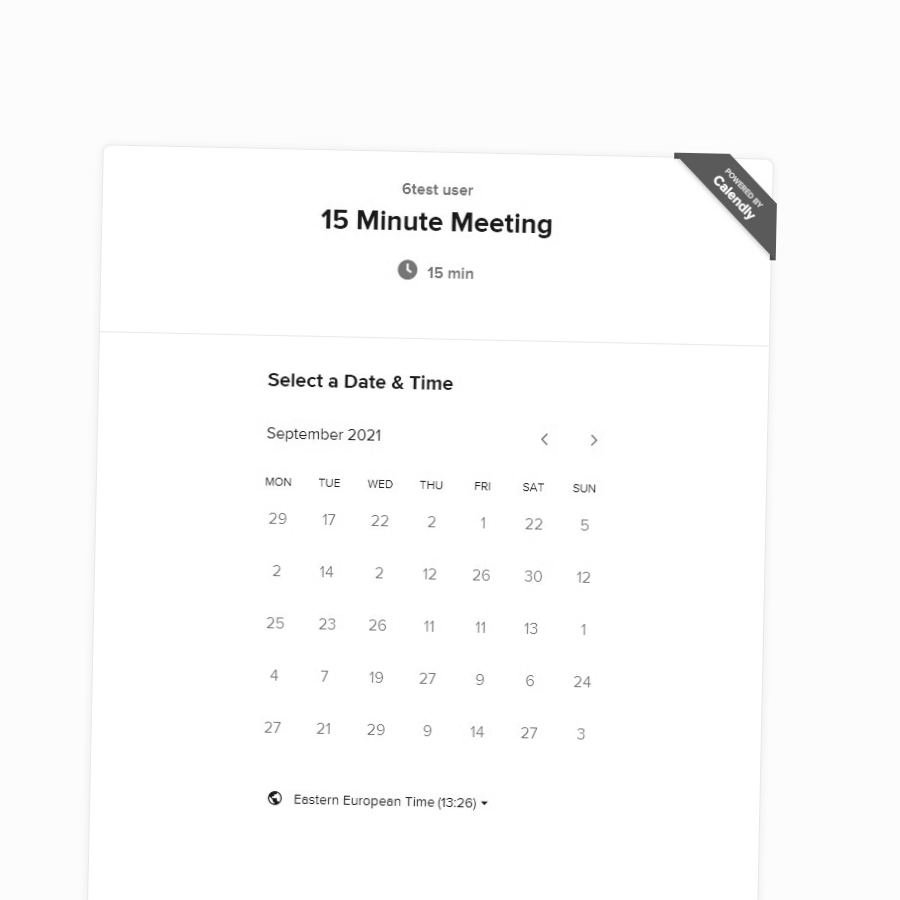 POWERED BY
Calendly
6test user
15 Minute Meeting
15 min
Select a Date & Time
September 2021
MON TUE WED THU FRI SAT SUN
29 17 22 2 1 22 5
2 14 2 12 26 30 12
25 23 26 11 11 13 1
4 7 19 27 9 6 24
27 21 29 9 14 27 3
Eastern European Time (13:26)